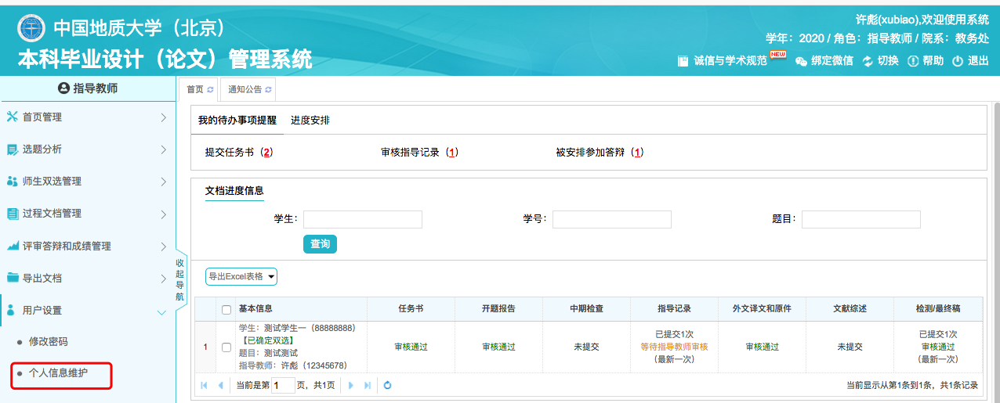 中国地质大学（北京）
本科毕业设计（论文）管理系统
许彪(xubiao),欢迎使用系统
学年：2020 / 角色：指导教师 / 院系：教务处
诚信与学术规范 NEW 绑定微信 切换 帮助 退出
指导教师
首页管理
选题分析
师生双选管理
过程文档管理
评审答辩和成绩管理
导出文档
用户设置
修改密码
个人信息维护
收起导航
首页 通知公告
我的待办事项提醒 进度安排
提交任务书（2） 审核指导记录（1） 被安排参加答辩（1）
文档进度信息
学生： 学号： 题目：
查询
导出Excel表格
基本信息 任务书 开题报告 中期检查 指导记录 外文译文和原件 文献综述 检测/最终稿
1
学生：测试学生一（88888888）
【已确定双选】
题目：测试测试
指导教师：许彪（12345678）
审核通过 审核通过 未提交
已提交1次
等待指导教师审核
（最新一次）
审核通过 未提交
已提交1次
审核通过
（最新一次）
当前是第 1 页，共1页
当前显示从第1条到1条，共1条记录